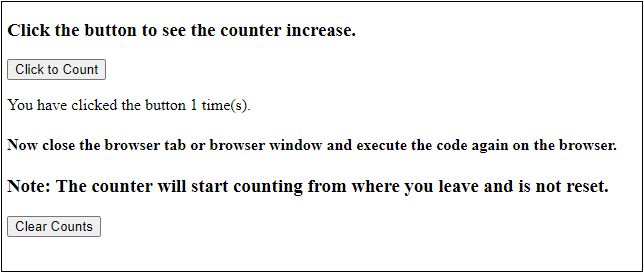 Click the button to see the counter increase.
Click to Count
You have clicked the button 1 time(s).
Now close the browser tab or browser window and execute the code again on the browser.
Note: The counter will start counting from where you leave and is not reset.
Clear Counts